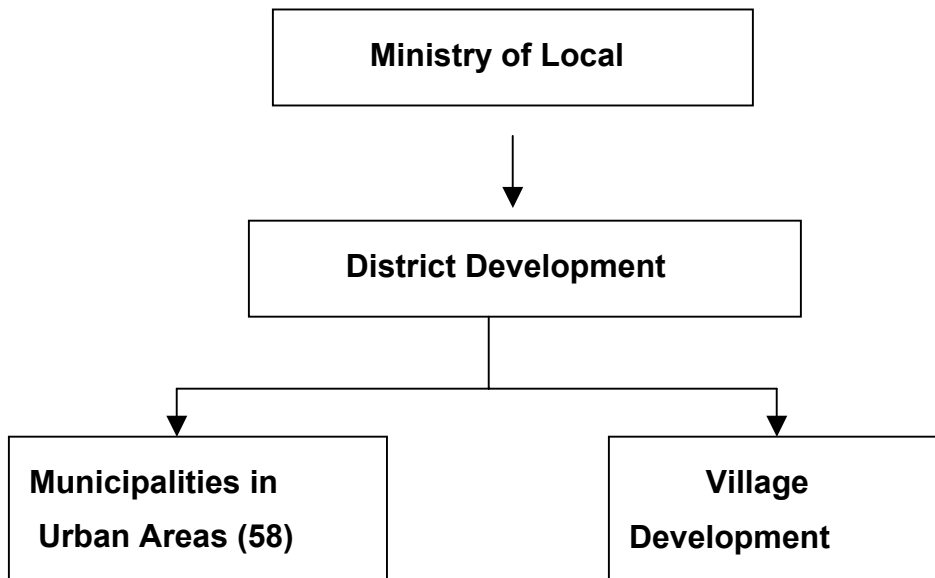 Ministry of Local
District Development
Municipalities in
Urban Areas (58)
Village
Development